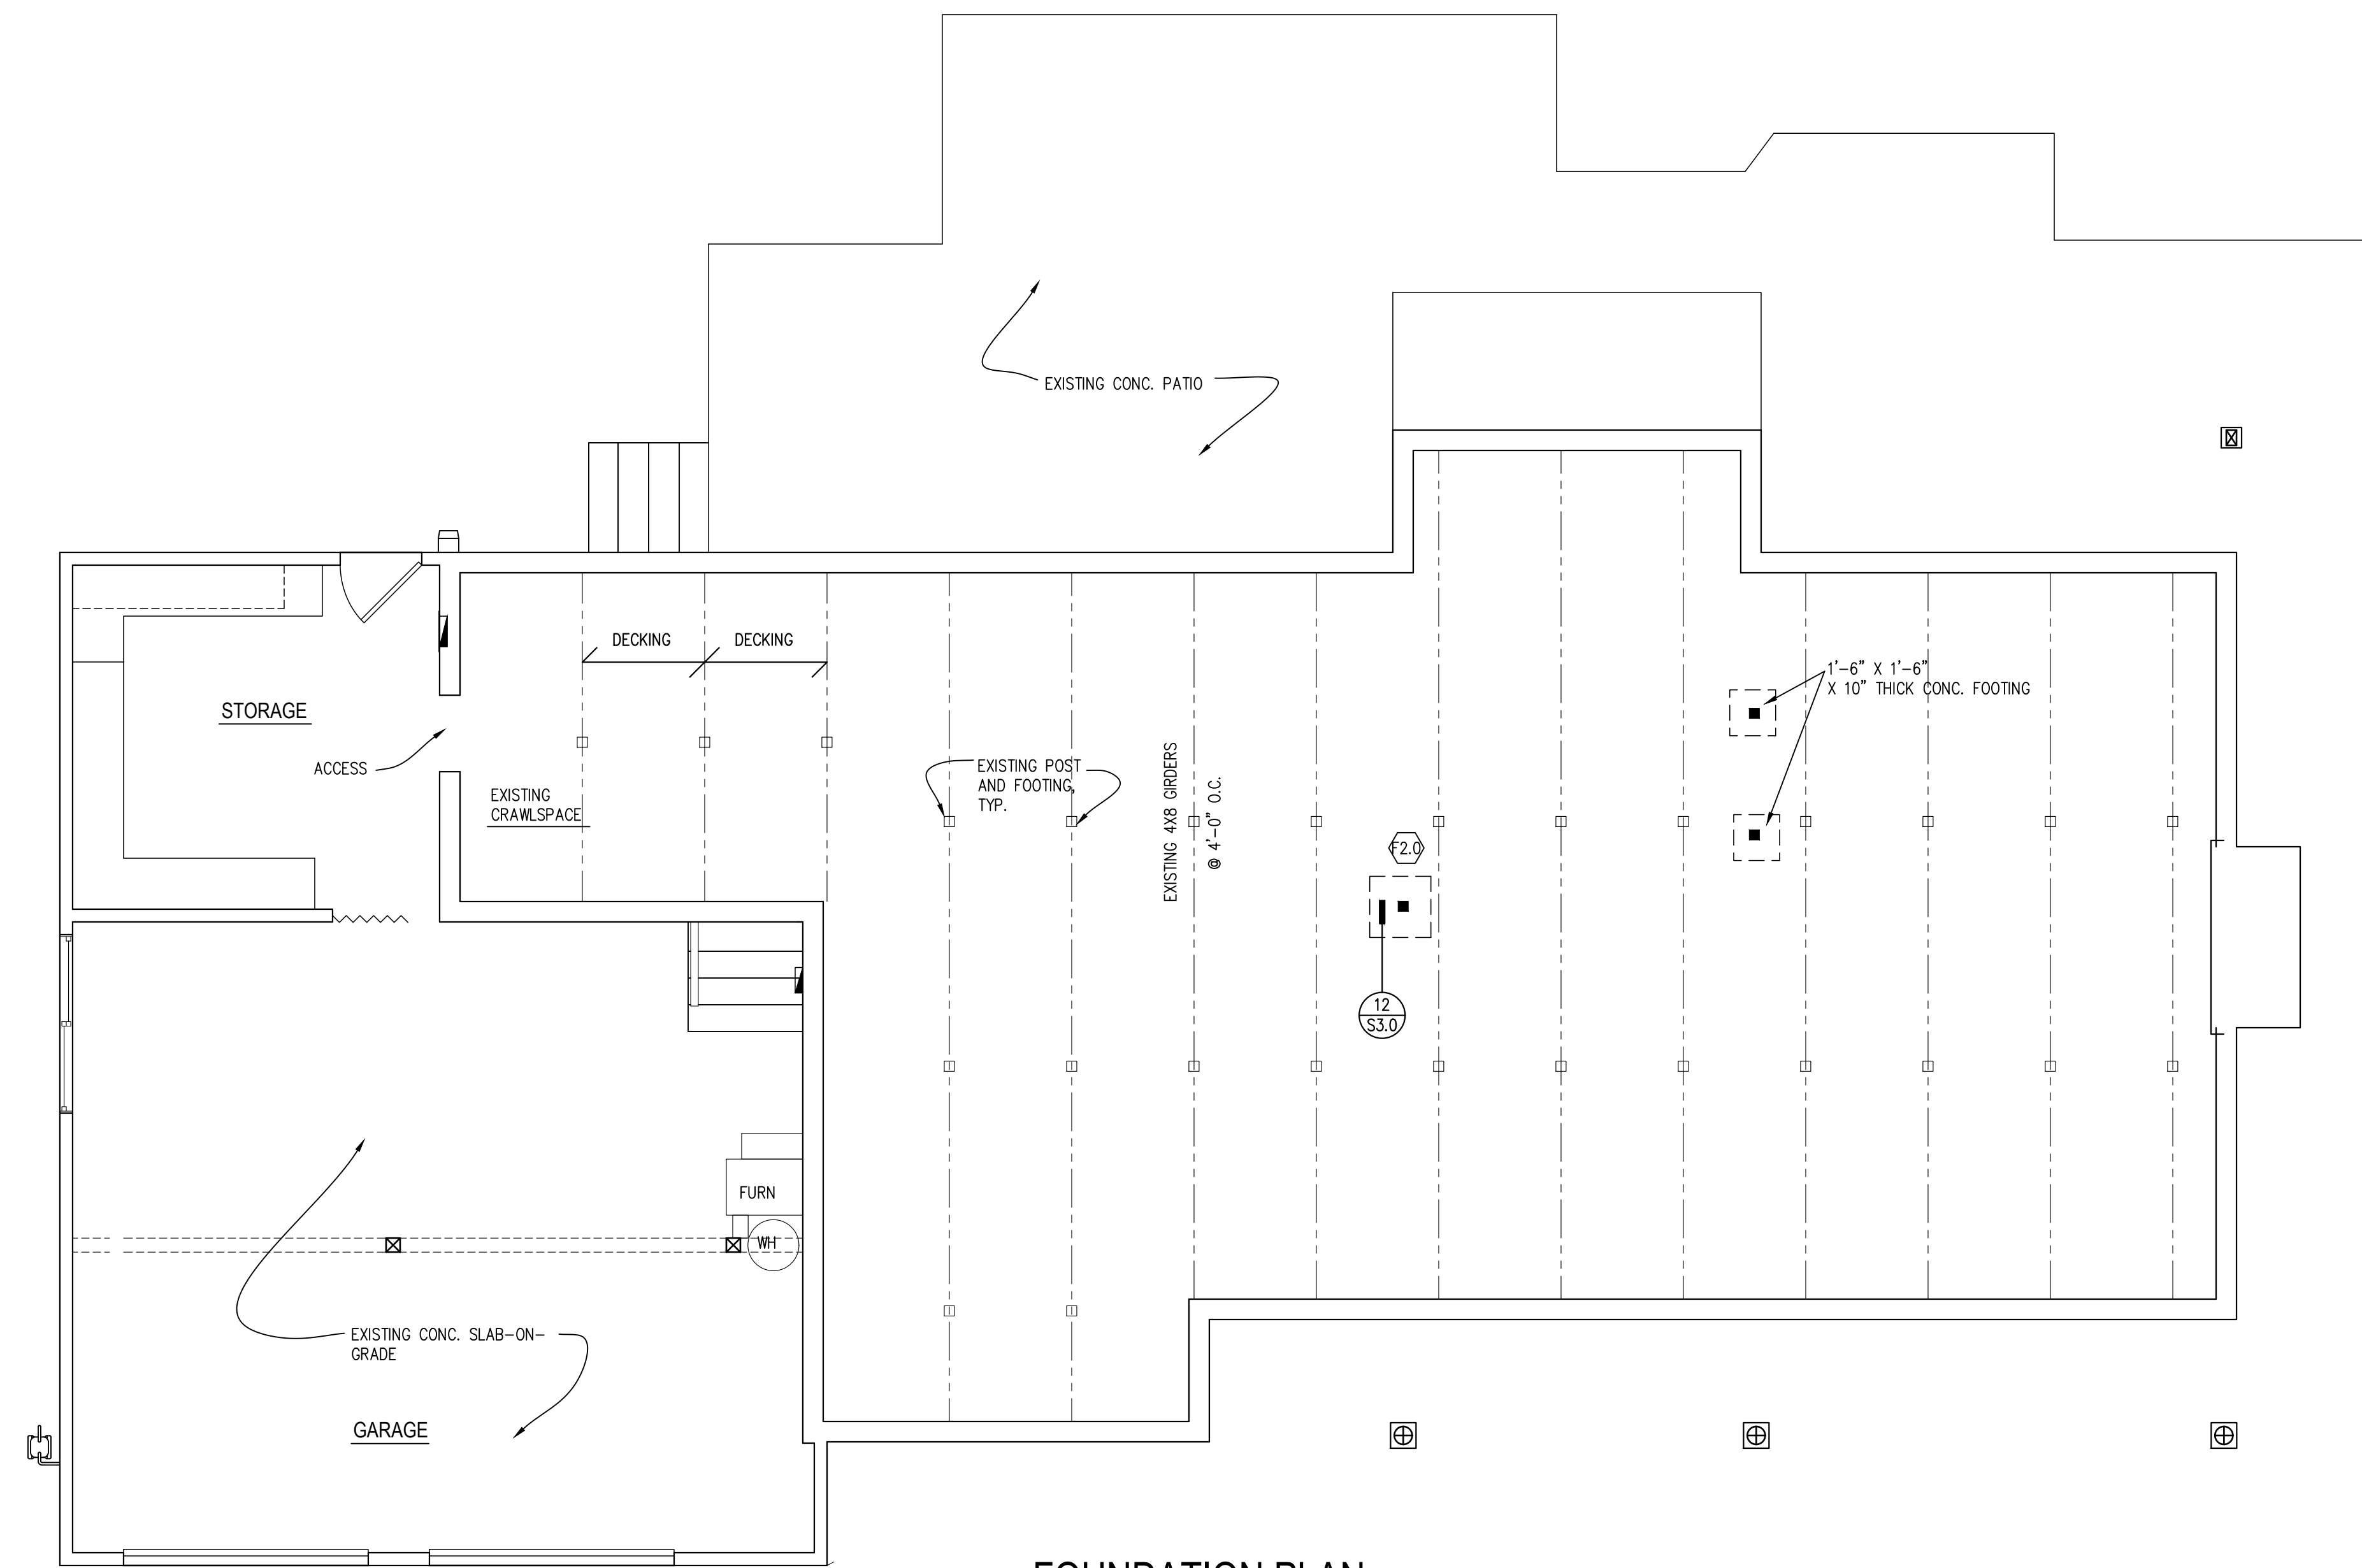 EXISTING CONC. PATIO
DECKING
DECKING
1'-6" X 1'-6"
X 10" THICK CONC. FOOTING
STORAGE
ACCESS
EXISTING
CRAWLSPACE
EXISTING POST
AND FOOTING,
TYP.
EXISTING 4X8 GIRDERS
@ 4'-0" O.C.
F2.0
12
S3.0
FURN
WH
EXISTING CONC. SLAB-ON-
GRADE
GARAGE
FOUNDATION PLAN